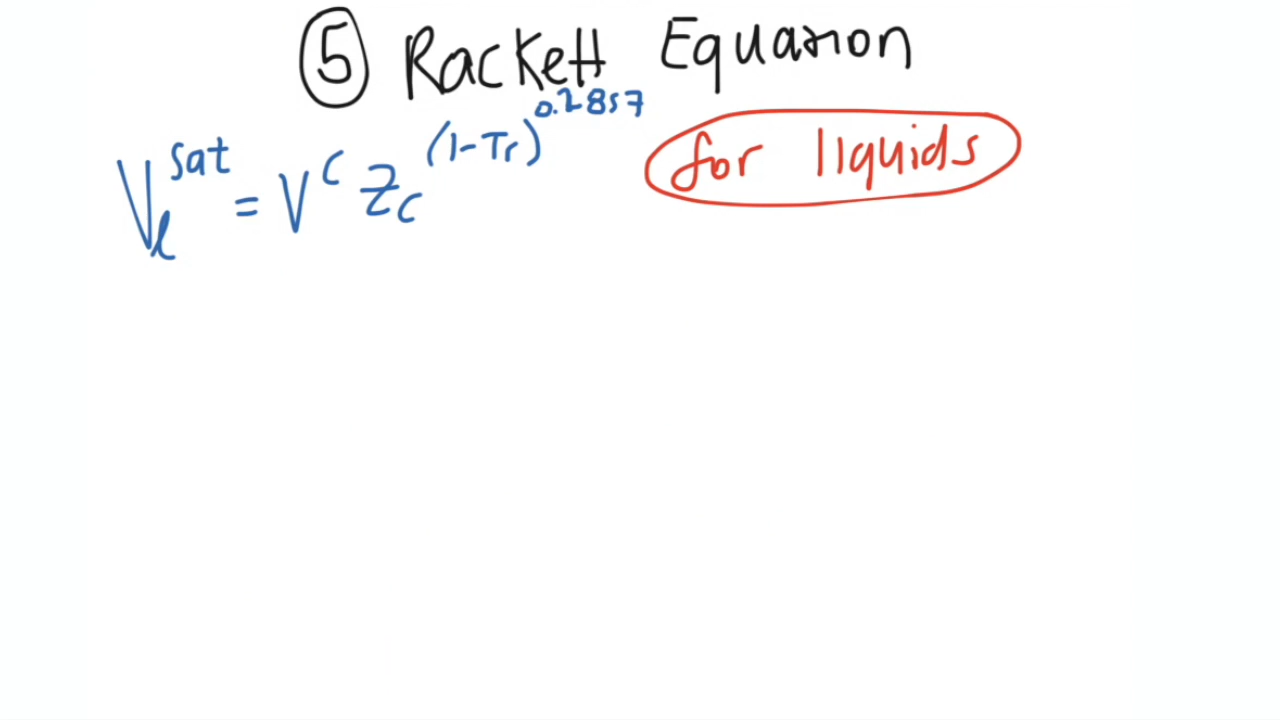 ⑤ Rackett Equation
V_l^sat = V^c Z_c^(1-Tr)^0.2857
for liquids